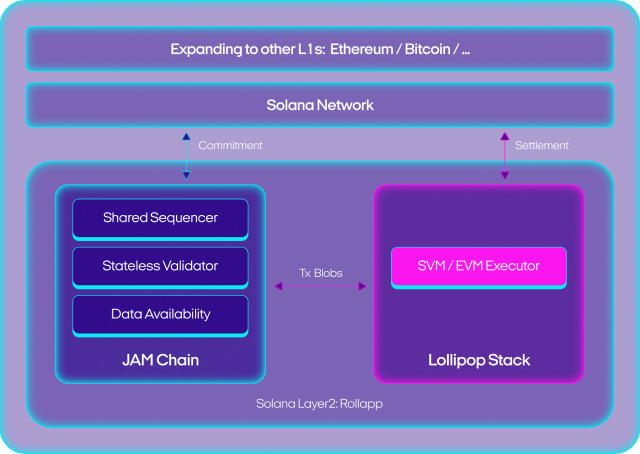 Expanding to other L1s: Ethereum / Bitcoin / ...
Solana Network
Commitment
Settlement
Shared Sequencer
Stateless Validator
Data Availability
JAM Chain
Tx Blobs
SVM / EVM Executor
Lollipop Stack
Solana Layer2: Rollapp